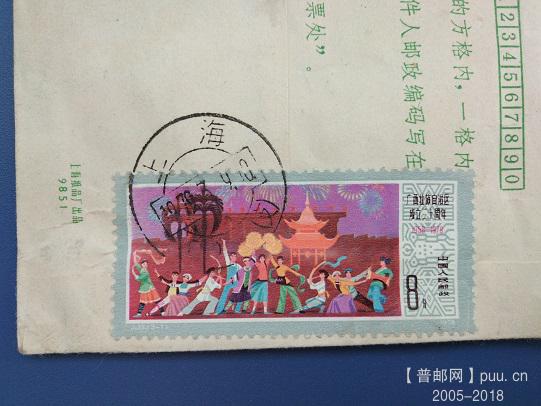 1 2 3 4 5 6 7 8 9 0
的方格内，一格内
件人邮政编码写在
票处”。
上海
上海纸品厂出品
9851
广西壮族自治区
成立二十周年
1958-1978
中国人民邮政
8分
【普邮网】puu.cn
2005-2018